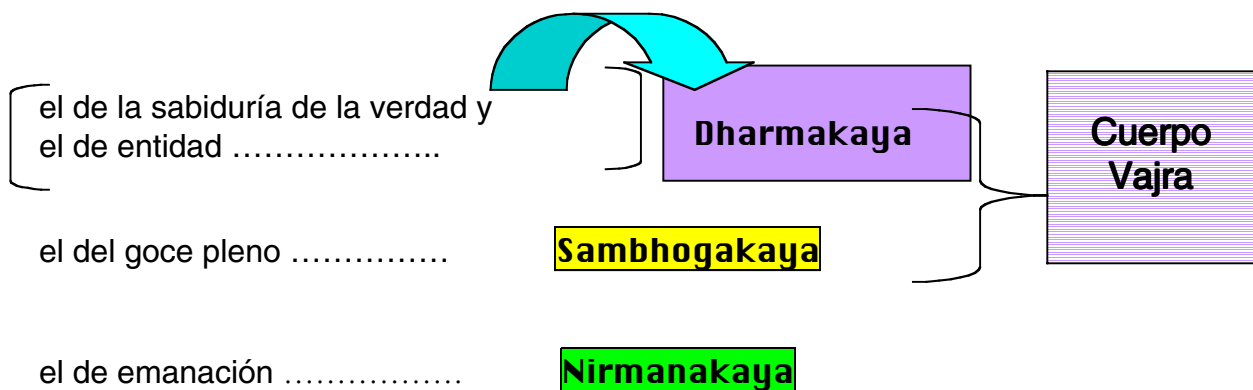 el de la sabiduría de la verdad y
el de entidad …………………..
Dharmakaya
Cuerpo
Vajra
el del goce pleno ……………
Sambhogakaya
el de emanación ………………
Nirmanakaya